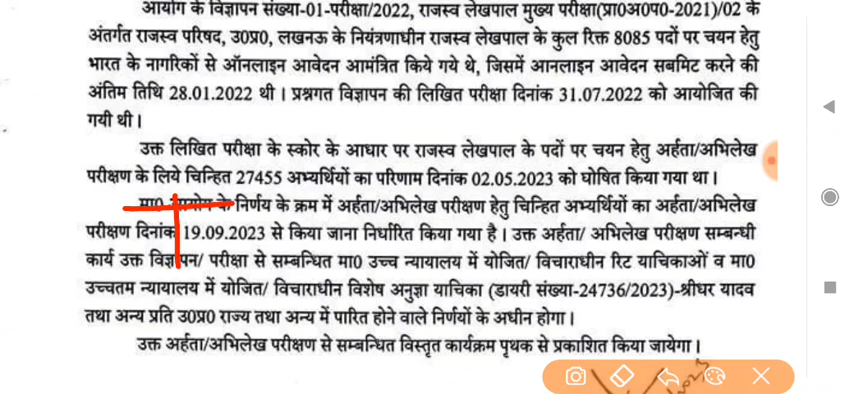 आयोग के विज्ञापन संख्या-01-परीक्षा/2022, राजस्व लेखपाल मुख्य परीक्षा(प्रा0अ0प0-2021)/02 के
अंतर्गत राजस्व परिषद, उ0प्र0, लखनऊ के नियंत्रणाधीन राजस्व लेखपाल के कुल रिक्त 8085 पदों पर चयन हेतु
भारत के नागरिकों से ऑनलाइन आवेदन आमंत्रित किये गये थे, जिसमें आनलाइन आवेदन सबमिट करने की
अंतिम तिथि 28.01.2022 थी । प्रश्नगत विज्ञापन की लिखित परीक्षा दिनांक 31.07.2022 को आयोजित की
गयी थी ।
उक्त लिखित परीक्षा के स्कोर के आधार पर राजस्व लेखपाल के पदों पर चयन हेतु अर्हता/अभिलेख
परीक्षण के लिये चिन्हित 27455 अभ्यर्थियों का परिणाम दिनांक 02.05.2023 को घोषित किया गया था ।
मा0 आयोग के निर्णय के क्रम में अर्हता/अभिलेख परीक्षण हेतु चिन्हित अभ्यर्थियों का अर्हता/अभिलेख
परीक्षण दिनांक 19.09.2023 से किया जाना निर्धारित किया गया है । उक्त अर्हता/ अभिलेख परीक्षण सम्बन्धी
कार्य उक्त विज्ञापन/ परीक्षा से सम्बन्धित मा0 उच्च न्यायालय में योजित/ विचाराधीन रिट याचिकाओं व मा0
उच्चतम न्यायालय में योजित/ विचाराधीन विशेष अनुज्ञा याचिका (डायरी संख्या-24736/2023)-श्रीधर यादव
तथा अन्य प्रति उ0प्र0 राज्य तथा अन्य में पारित होने वाले निर्णयों के अधीन होगा ।
उक्त अर्हता/अभिलेख परीक्षण से सम्बन्धित विस्तृत कार्यक्रम पृथक से प्रकाशित किया जायेगा ।